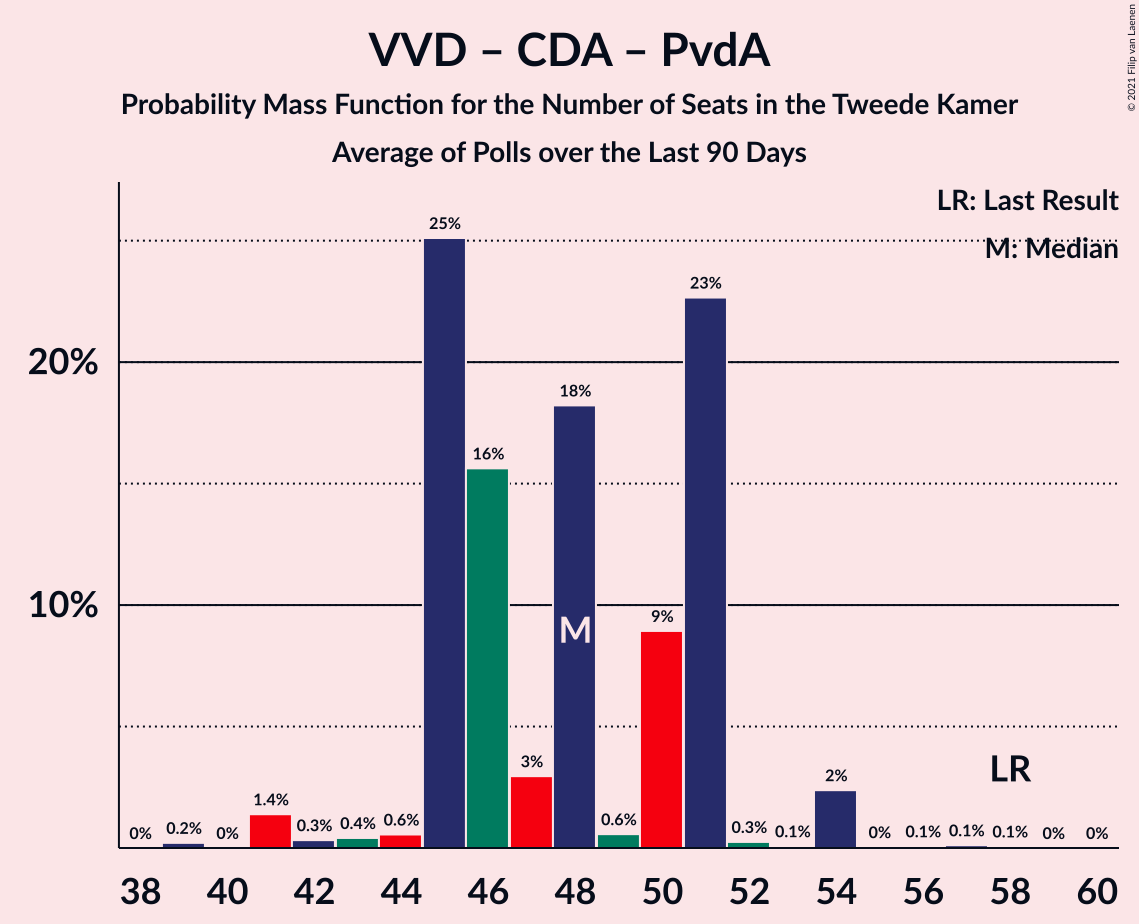 VVD – CDA – PvdA
Probability Mass Function for the Number of Seats in the Tweede Kamer
Average of Polls over the Last 90 Days
© 2021 Filip van Laenen
LR: Last Result
M: Median
20%
10%
0%
0.2%
0%
1.4%
0.3%
0.4%
0.6%
25%
16%
3%
18%
0.6%
9%
23%
0.3%
0.1%
2%
0%
0.1%
0.1%
0.1%
0%
0%
M
LR
38 40 42 44 46 48 50 52 54 56 58 60